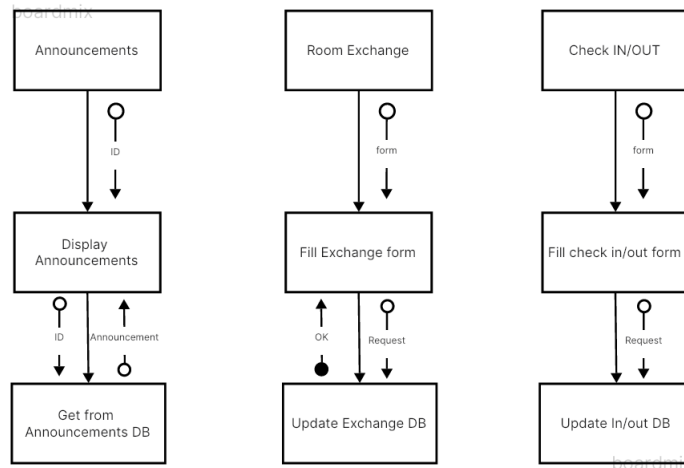 boardmix
Announcements
Room Exchange
Check IN/OUT
ID
form
form
Display
Announcements
Fill Exchange form
Fill check in/out form
ID
Announcement
OK
Request
Request
Get from
Announcements DB
Update Exchange DB
Update In/out DB
boardmix